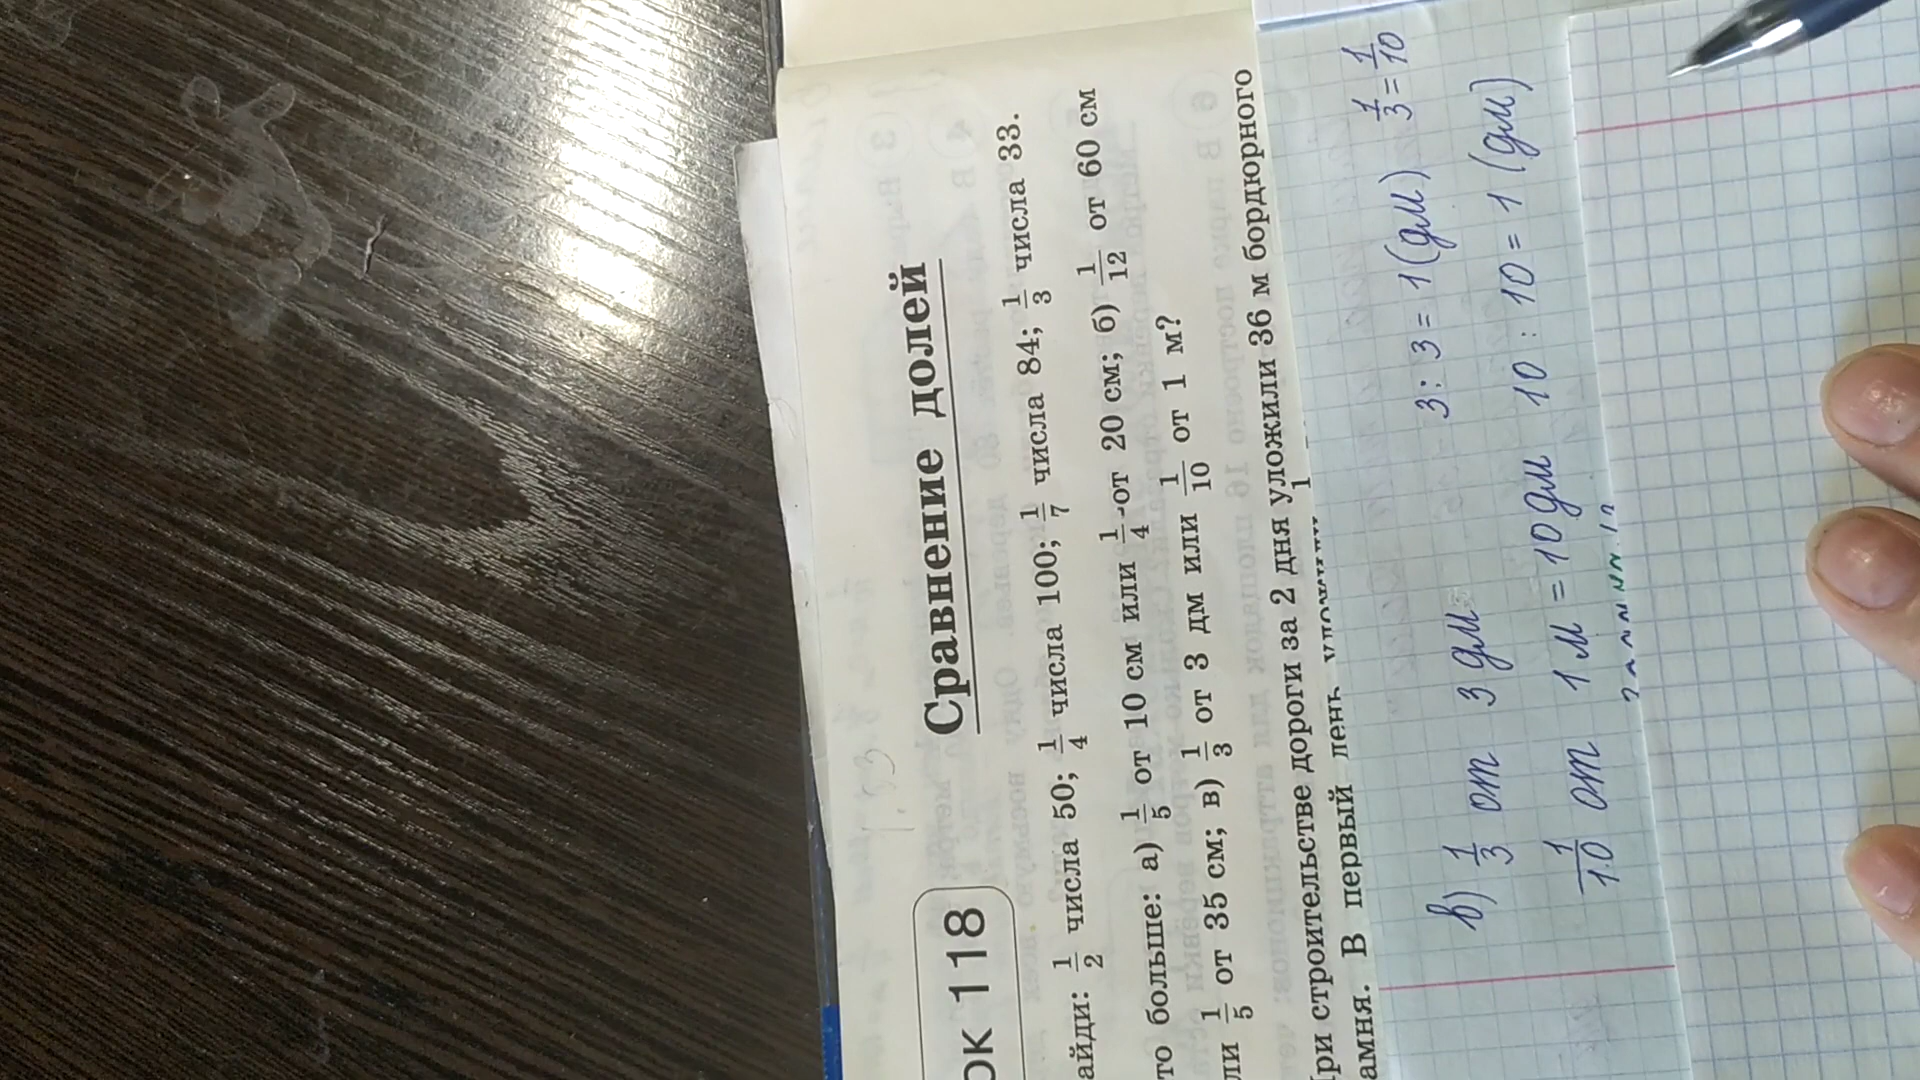 ок 118
Сравнение долей
айди: 1/2 числа 50; 1/4 числа 100; 1/7 числа 84; 1/3 числа 33.
то больше: а) 1/5 от 10 см или 1/4 от 20 см; б) 1/12 от 60 см
ли 1/5 от 35 см; в) 1/3 от 3 дм или 1/10 от 1 м?
ри строительстве дороги за 2 дня уложили 36 м бордюрного
амня. В первый день 1
в) 1/3 от 3 дм 3 : 3 = 1 (дм) 1/3 = 1/10
1/10 от 1 м = 10 дм 10 : 10 = 1 (дм)